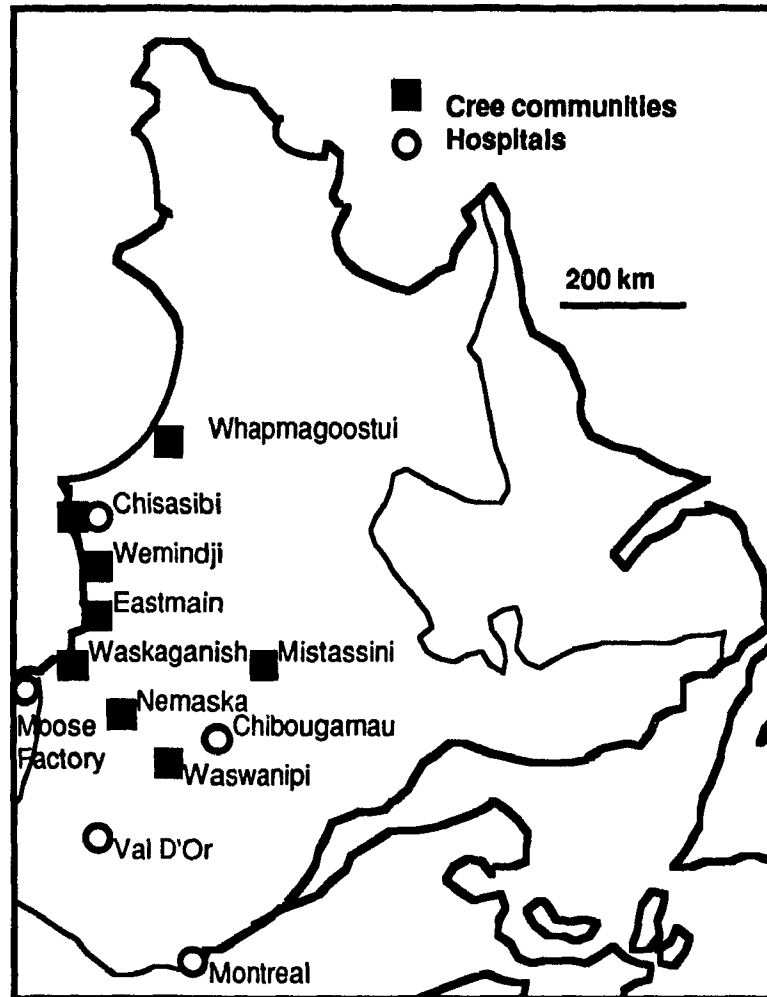 Cree communities
Hospitals
200 km
Whapmagoostui
Chisasibi
Wemindji
Eastmain
Waskaganish
Mistassini
Nemaska
Moose
Factory
Chibougamau
Waswanipi
Val D'Or
Montreal